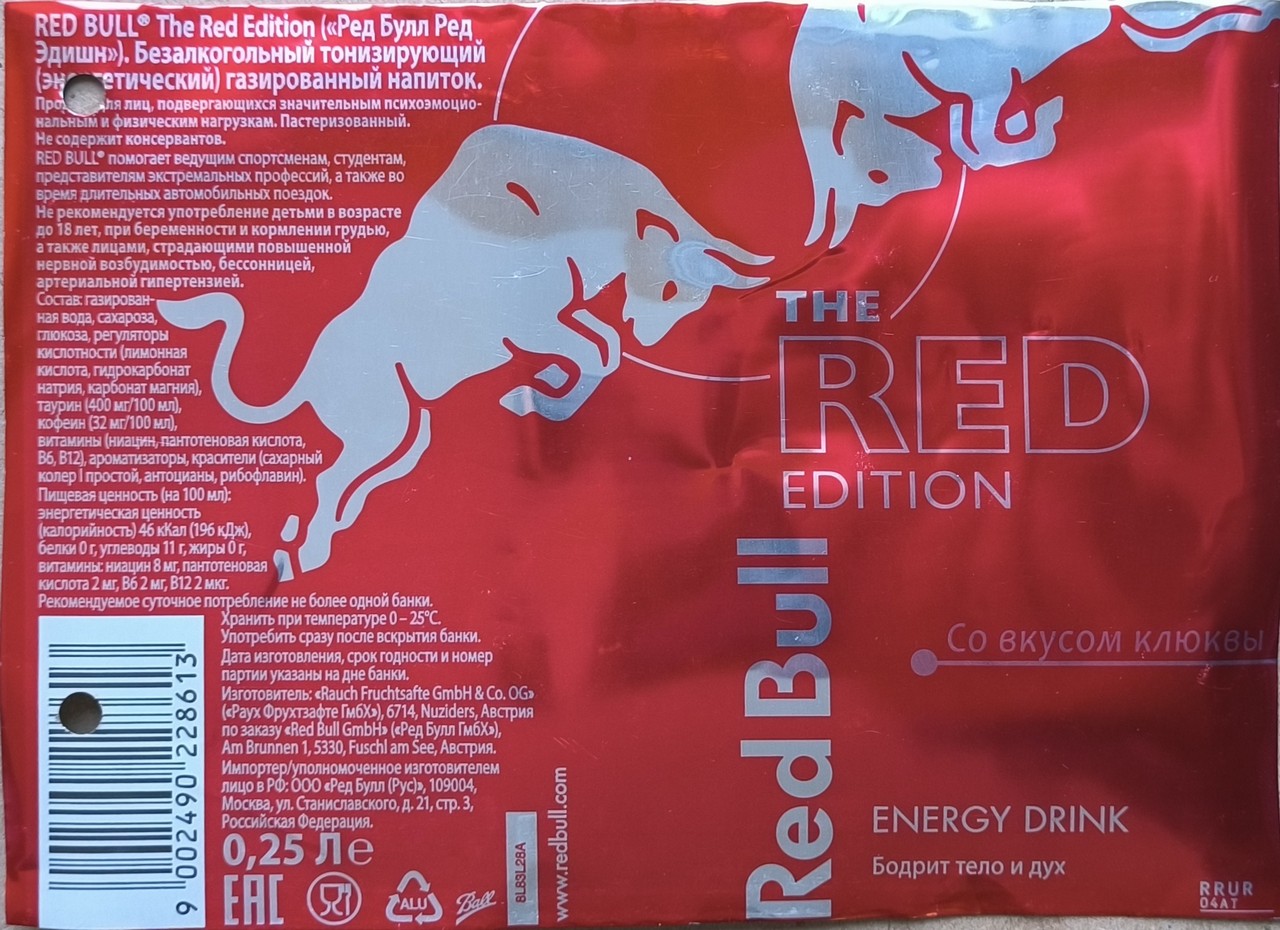 RED BULL® The Red Edition («Ред Булл Ред
Эдишн»). Безалкогольный тонизирующий
(эн етический) газированный напиток.
Про ля лиц, подвергающихся значительным психоэмоцио-
нальным и физическим нагрузкам. Пастеризованный.
Не содержит консервантов.
RED BULL® помогает ведущим спортсменам, студентам,
представителям экстремальных профессий, а также во
время длительных автомобильных поездок.
Не рекомендуется употребление детьми в возрасте
до 18 лет, при беременности и кормлении грудью,
а также лицами, страдающими повышенной
нервной возбудимостью, бессонницей,
артериальной гипертензией.
Состав: газирован-
ная вода, сахароза,
глюкоза, регуляторы
кислотности (лимонная
кислота, гидрокарбонат
натрия, карбонат магния),
таурин (400 мг/100 мл),
кофеин (32 мг/100 мл),
витамины (ниацин, пантотеновая кислота,
B6, B12), ароматизаторы, красители (сахарный
колер I простой, антоцианы, рибофлавин).
Пищевая ценность (на 100 мл):
энергетическая ценность
(калорийность) 46 кКал (196 кДж),
белки 0 г, углеводы 11 г, жиры 0 г,
витамины: ниацин 8 мг, пантотеновая
кислота 2 мг, B6 2 мг, B12 2 мкг.
Рекомендуемое суточное потребление не более одной банки.
Хранить при температуре 0 – 25°C.
Употребить сразу после вскрытия банки.
Дата изготовления, срок годности и номер
партии указаны на дне банки.
Изготовитель: «Rauch Fruchtsafte GmbH & Co. OG»
(«Раух Фрухтзафте ГмбХ»), 6714, Nuziders, Австрия
по заказу «Red Bull GmbH» («Ред Булл ГмбХ»),
Am Brunnen 1, 5330, Fuschl am See, Австрия.
Импортер/уполномоченное изготовителем
лицо в РФ: ООО «Ред Булл (Рус)», 109004,
Москва, ул. Станиславского, д. 21, стр. 3,
Российская Федерация.
0,25 Л℮
EAC
ALU
Ball
8L83L28A
www.redbull.com
9 002490 228613
THE
RED
EDITION
Red Bull
Со вкусом клюквы
ENERGY DRINK
Бодрит тело и дух
RRUR
04AT